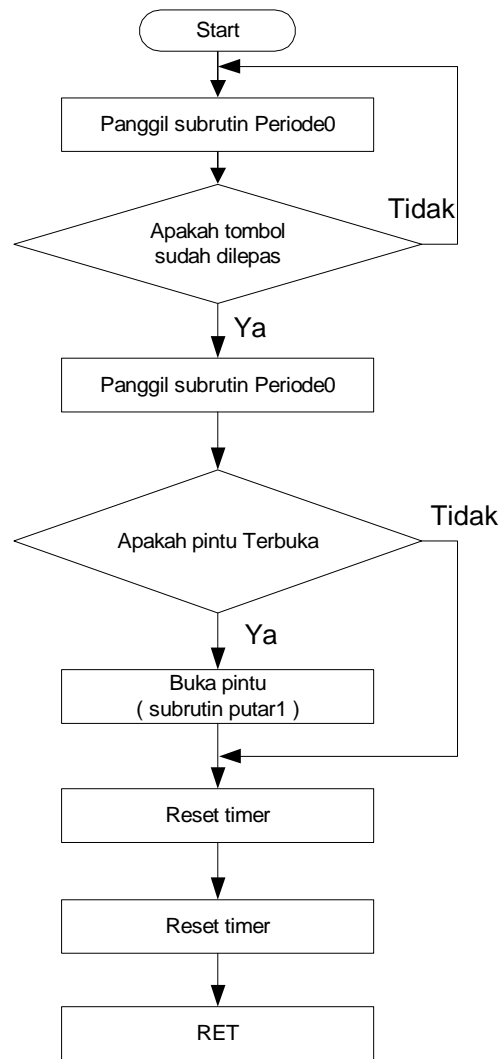 Start
Panggil subrutin Periode0
Tidak
Apakah tombol
sudah dilepas
Ya
Panggil subrutin Periode0
Tidak
Apakah pintu Terbuka
Ya
Buka pintu
( subrutin putar1 )
Reset timer
Reset timer
RET